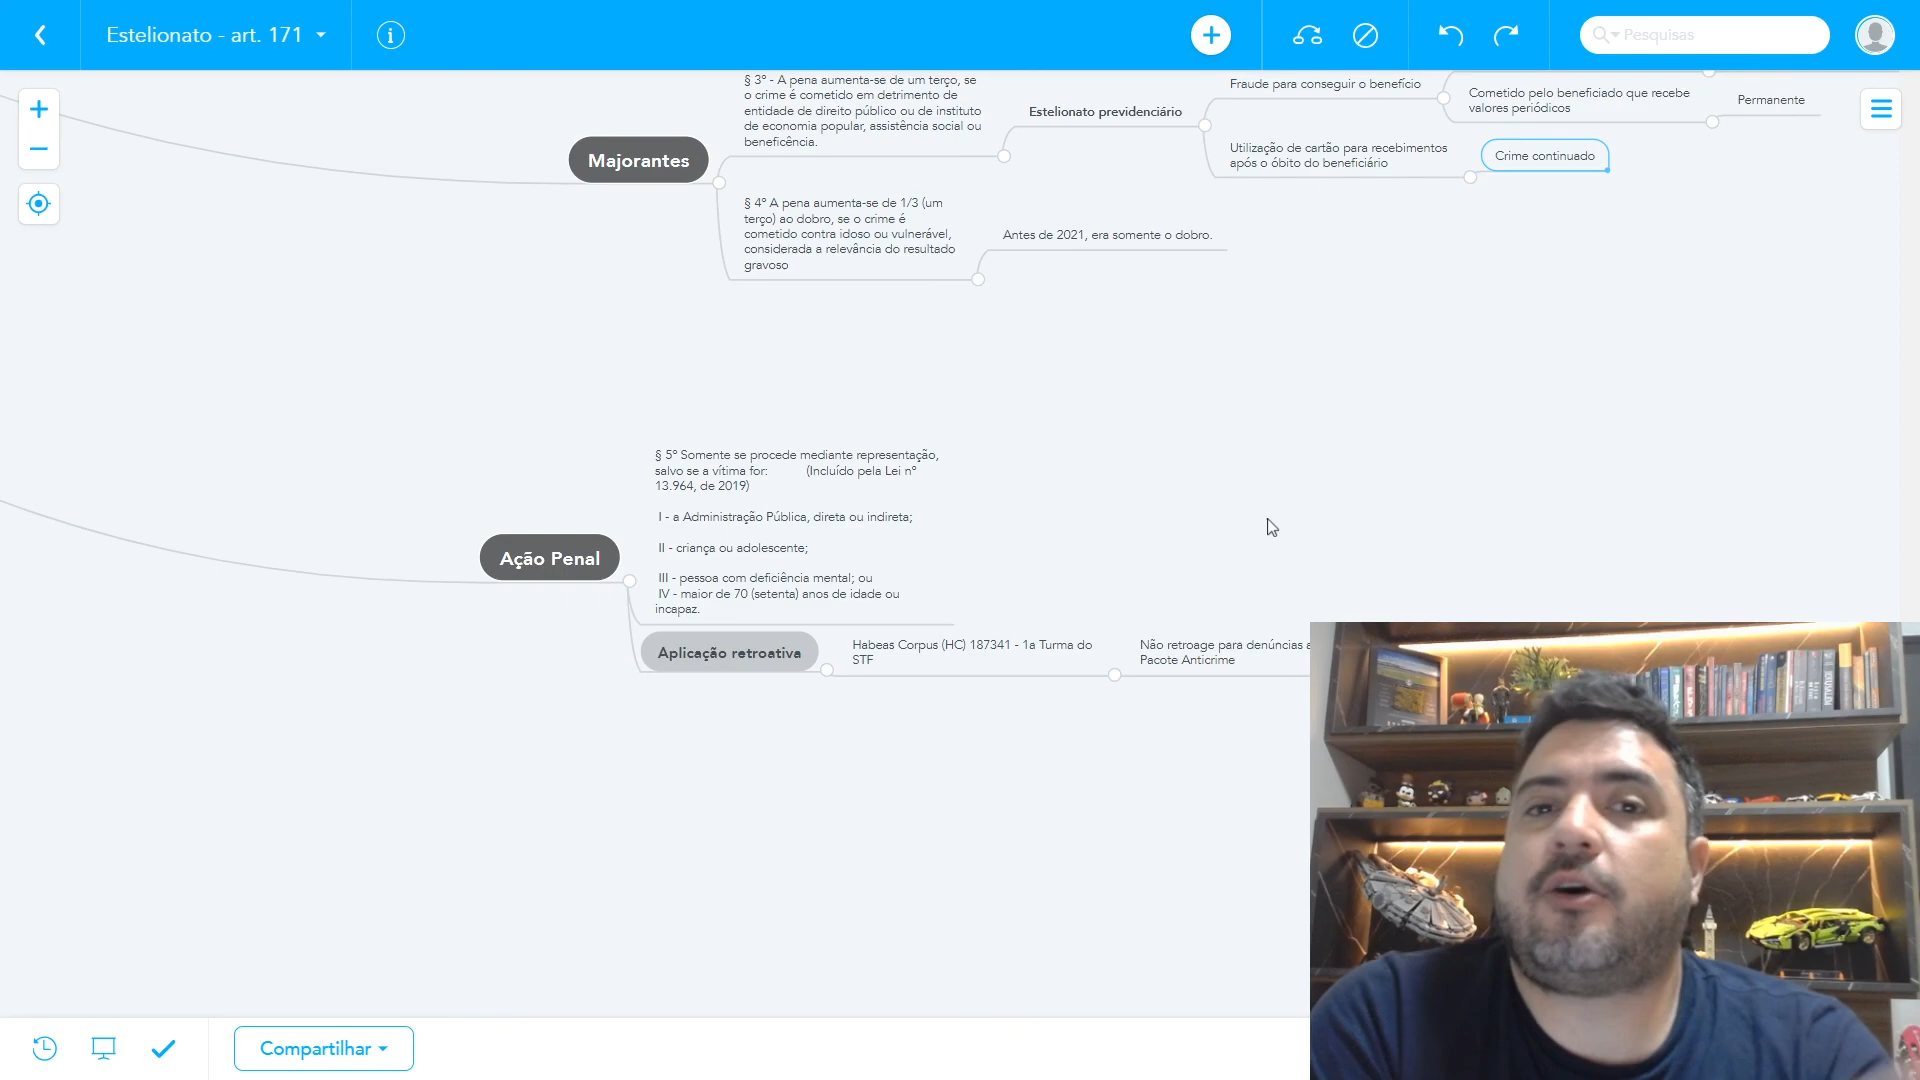 Estelionato - art. 171
Pesquisas
§ 3º - A pena aumenta-se de um terço, se
o crime é cometido em detrimento de
entidade de direito público ou de instituto
de economia popular, assistência social ou
beneficência.
Estelionato previdenciário
Fraude para conseguir o benefício
Cometido pelo beneficiado que recebe
valores periódicos
Permanente
Utilização de cartão para recebimentos
após o óbito do beneficiário
Crime continuado
Majorantes
§ 4º A pena aumenta-se de 1/3 (um
terço) ao dobro, se o crime é
cometido contra idoso ou vulnerável,
considerada a relevância do resultado
gravoso
Antes de 2021, era somente o dobro.
§ 5º Somente se procede mediante representação,
salvo se a vítima for: (Incluído pela Lei nº
13.964, de 2019)
I - a Administração Pública, direta ou indireta;
II - criança ou adolescente;
III - pessoa com deficiência mental; ou
IV - maior de 70 (setenta) anos de idade ou
incapaz.
Ação Penal
Aplicação retroativa
Habeas Corpus (HC) 187341 - 1a Turma do
STF
Não retroage para denúncias
Pacote Anticrime
Compartilhar